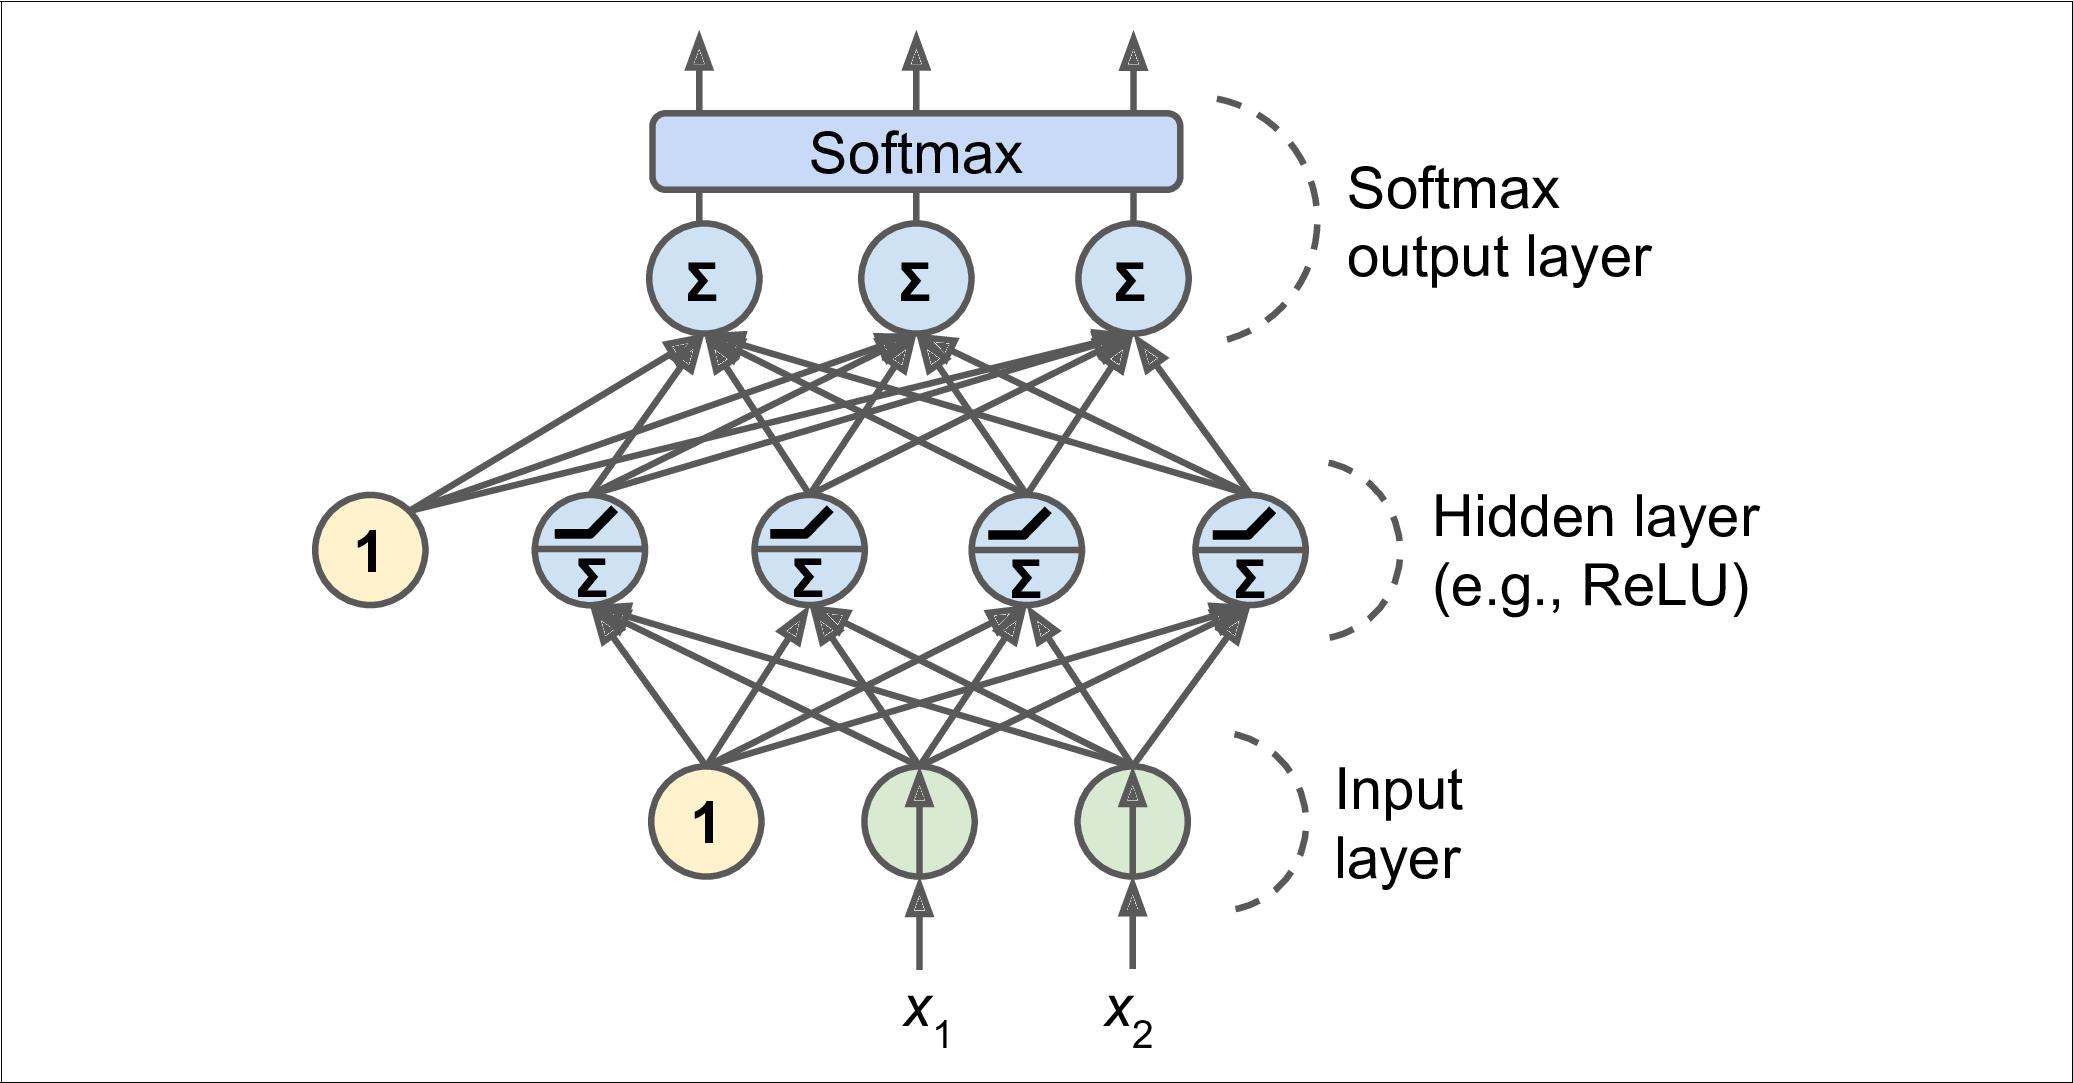 Softmax
Softmax
output layer
Σ Σ Σ
Hidden layer
(e.g., ReLU)
1
Σ Σ Σ Σ
Input
layer
1
x1 x2